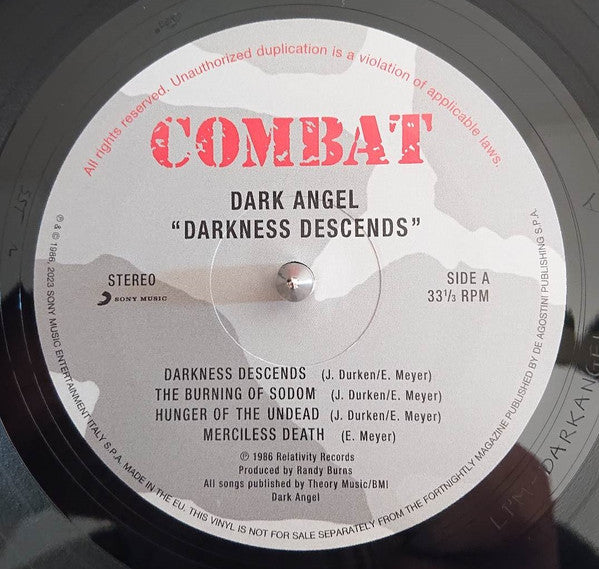 All rights reserved. Unauthorized duplication is a violation of applicable laws.
COMBAT
DARK ANGEL
"DARKNESS DESCENDS"
STEREO
SONY MUSIC
SIDE A
33⅓ RPM
DARKNESS DESCENDS (J. Durken/E. Meyer)
THE BURNING OF SODOM (J. Durken/E. Meyer)
HUNGER OF THE UNDEAD (J. Durken/E. Meyer)
MERCILESS DEATH (E. Meyer)
℗ 1986 Relativity Records
Produced by Randy Burns
All songs published by Theory Music/BMI
Dark Angel
℗ & © 1986, 2023 SONY MUSIC ENTERTAINMENT ITALY S.P.A. MADE IN THE EU. THIS VINYL IS NOT FOR SALE SEPARATELY FROM THE FORTNIGHTLY MAGAZINE PUBLISHED BY DE AGOSTINI PUBLISHING S.P.A.
DARKANGEL